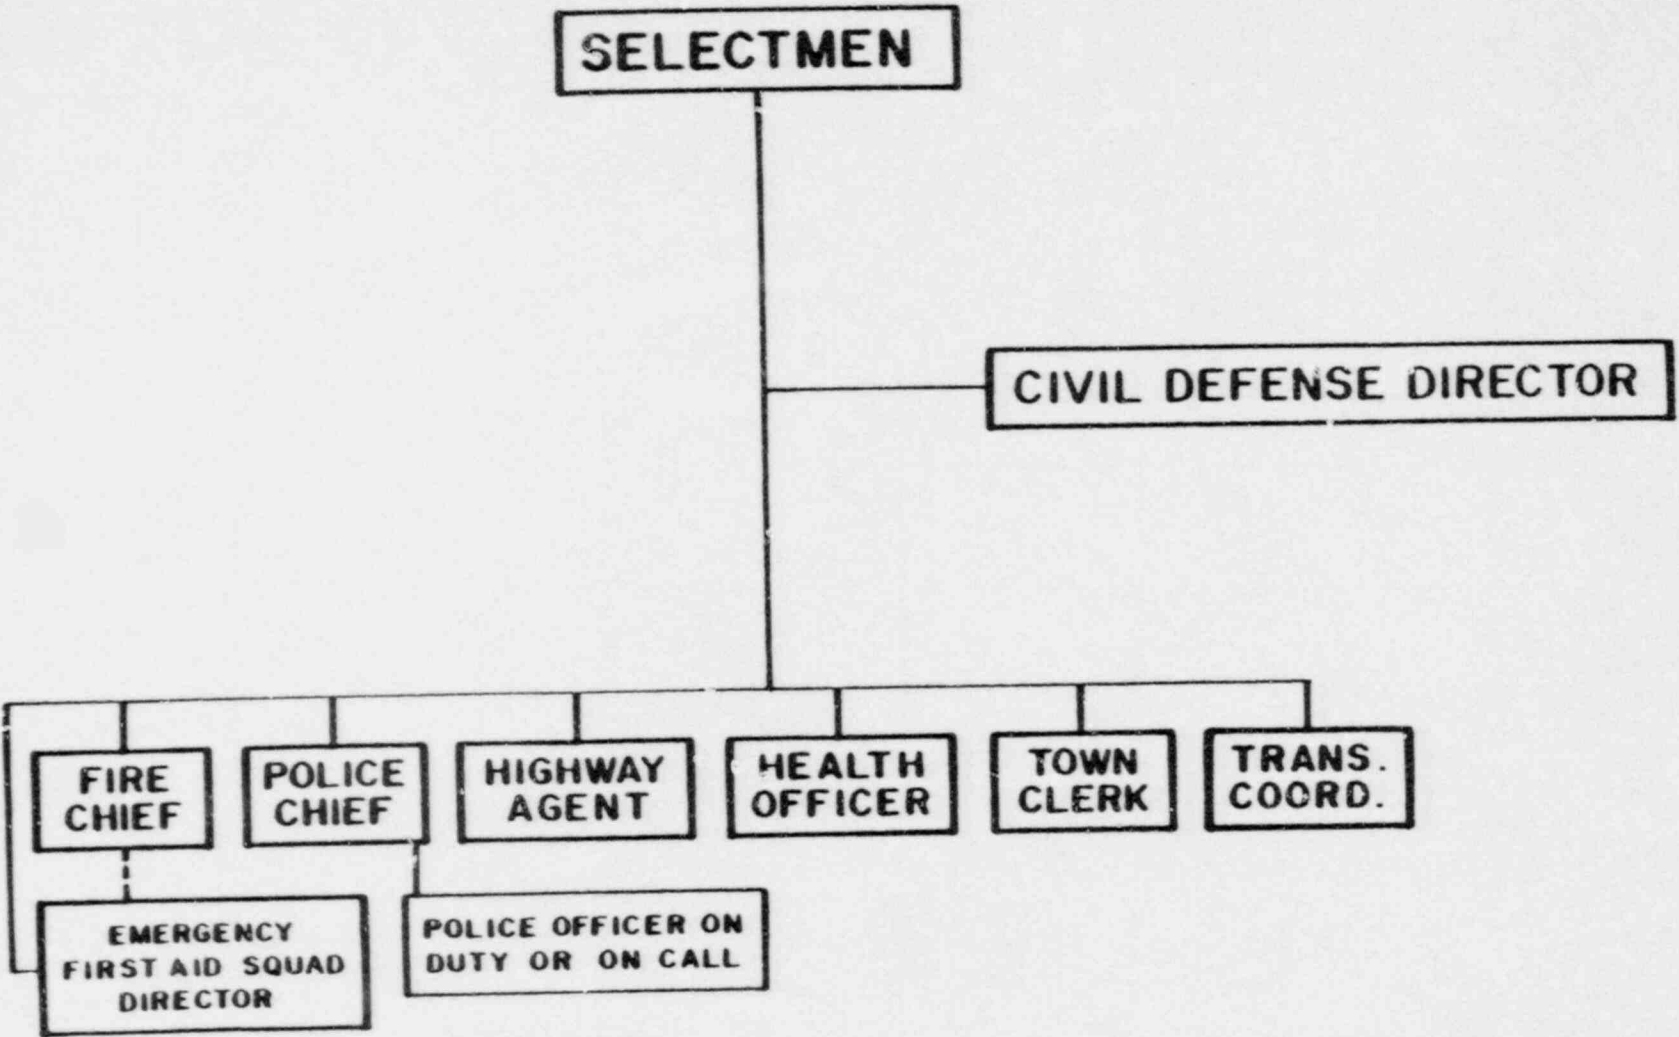 SELECTMEN
CIVIL DEFENSE DIRECTOR
FIRE
CHIEF
POLICE
CHIEF
HIGHWAY
AGENT
HEALTH
OFFICER
TOWN
CLERK
TRANS.
COORD.
EMERGENCY
FIRST AID SQUAD
DIRECTOR
POLICE OFFICER ON
DUTY OR ON CALL